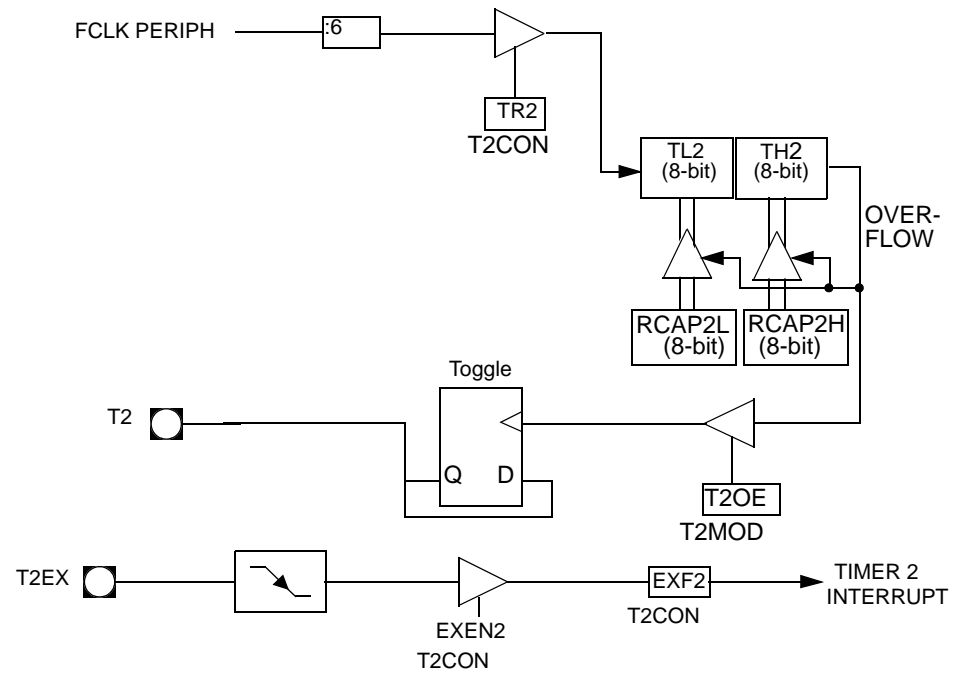 FCLK PERIPH
:6
TR2
T2CON
TL2
(8-bit)
TH2
(8-bit)
OVER-
FLOW
RCAP2L
(8-bit)
RCAP2H
(8-bit)
Toggle
T2
Q
D
T2OE
T2MOD
T2EX
EXEN2
T2CON
EXF2
T2CON
TIMER 2
INTERRUPT